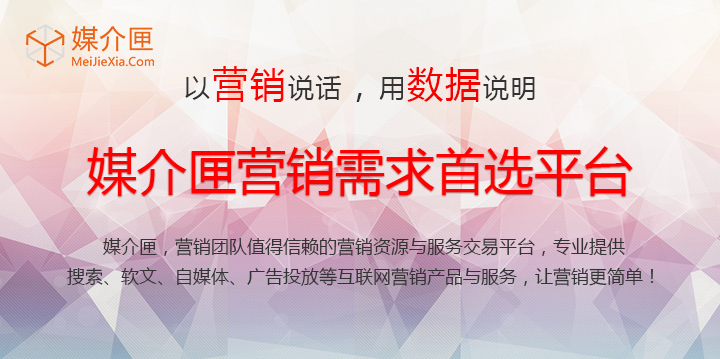 媒介匣
MeiJieXia.Com
以营销说话，用数据说明
媒介匣营销需求首选平台
媒介匣，营销团队值得信赖的营销资源与服务交易平台，专业提供
搜索、软文、自媒体、广告投放等互联网营销产品与服务，让营销更简单！